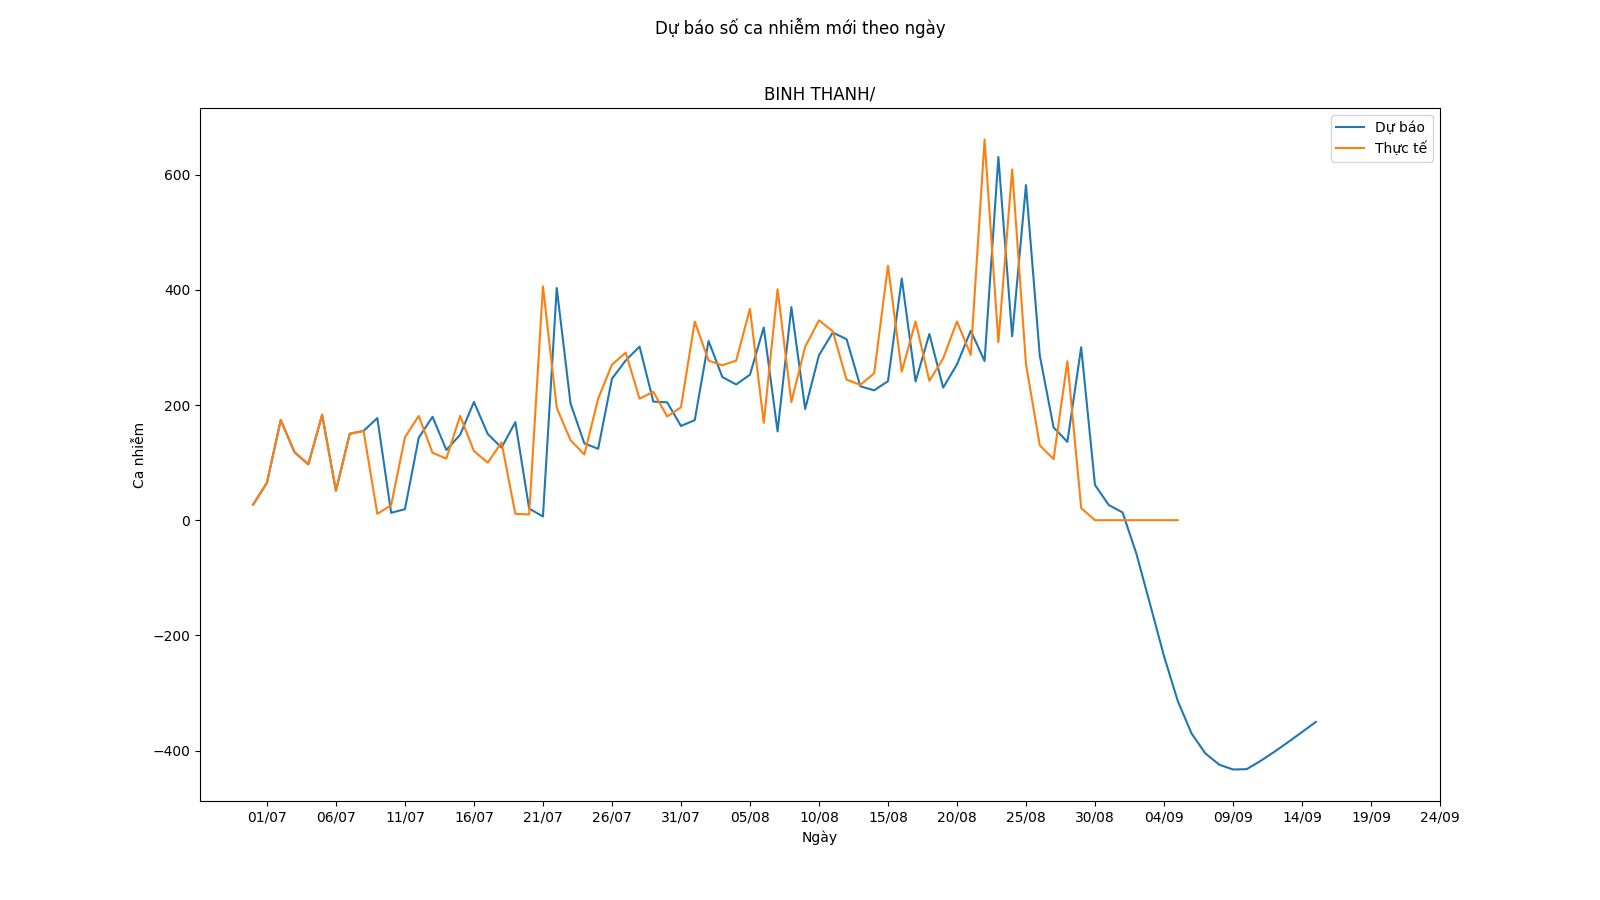 Dự báo số ca nhiễm mới theo ngày
BINH THANH/
Dự báo
Thực tế
600
400
200
0
−200
−400
Ca nhiễm
01/07 06/07 11/07 16/07 21/07 26/07 31/07 05/08 10/08 15/08 20/08 25/08 30/08 04/09 09/09 14/09 19/09 24/09
Ngày